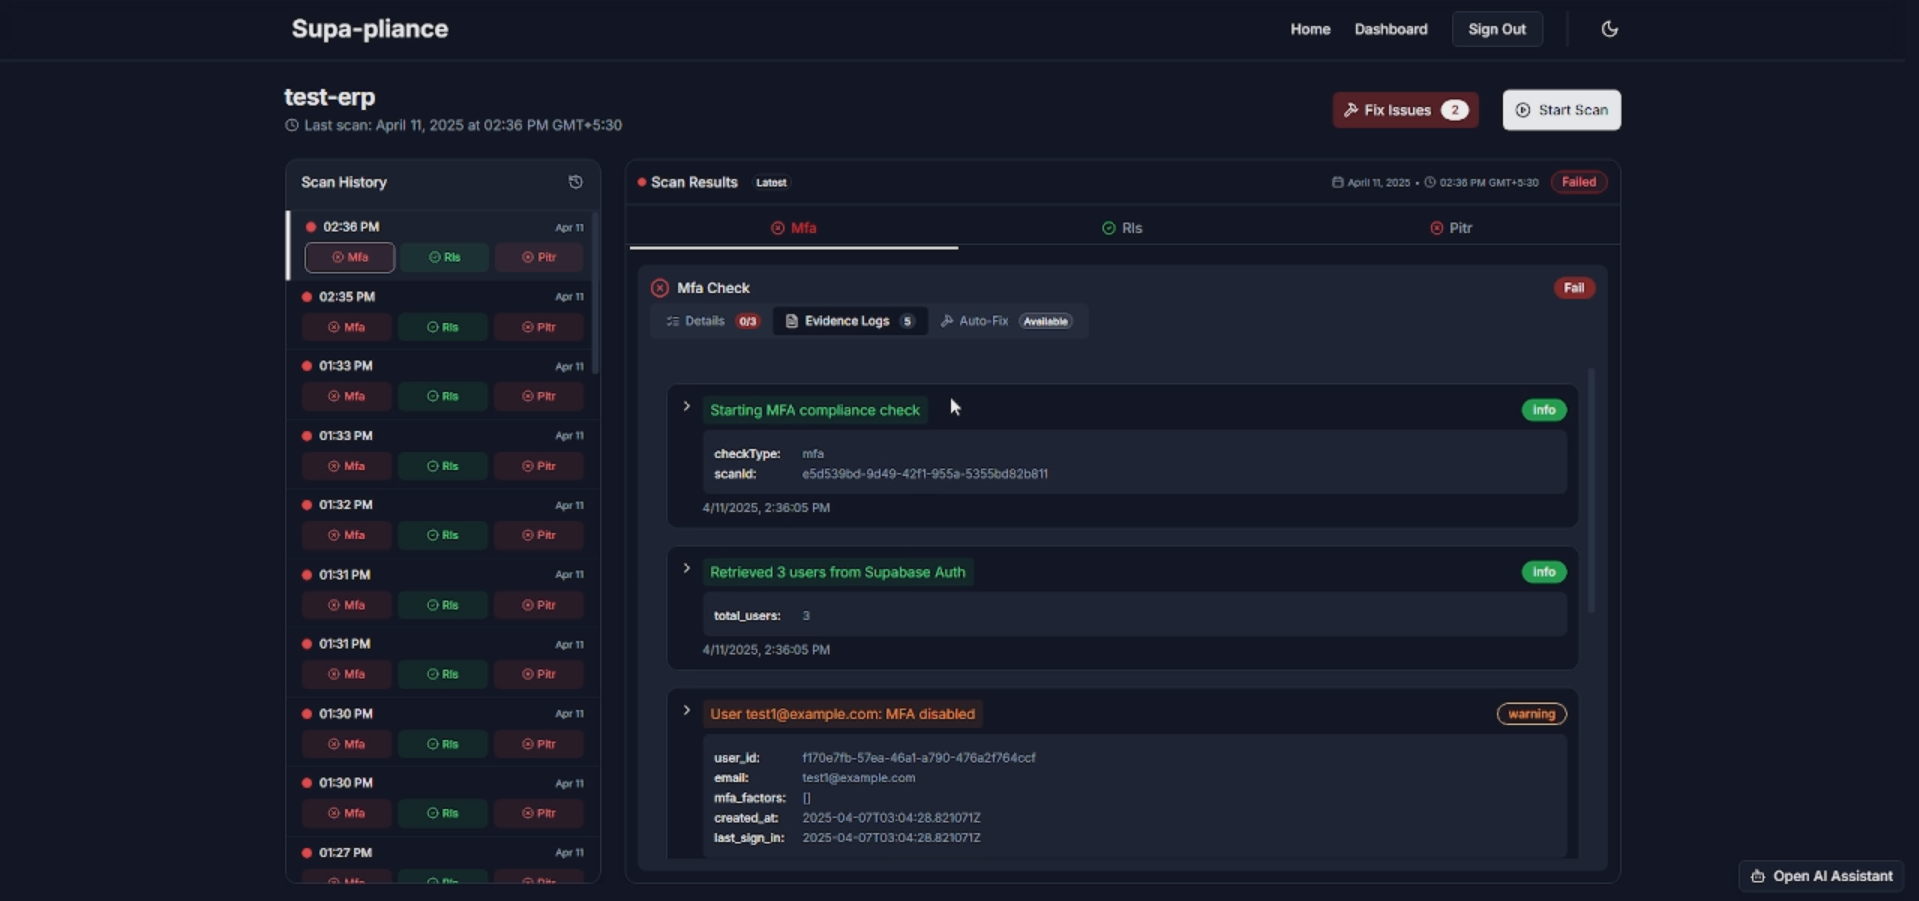 Supa-pliance
Home Dashboard Sign Out
test-erp
Last scan: April 11, 2025 at 02:36 PM GMT+5:30
Fix Issues 2
Start Scan
Scan History
02:36 PM Apr 11
Mfa Rls Pitr
02:35 PM Apr 11
Mfa Rls Pitr
01:33 PM Apr 11
Mfa Rls Pitr
01:33 PM Apr 11
Mfa Rls Pitr
01:32 PM Apr 11
Mfa Rls Pitr
01:31 PM Apr 11
Mfa Rls Pitr
01:31 PM Apr 11
Mfa Rls Pitr
01:30 PM Apr 11
Mfa Rls Pitr
01:30 PM Apr 11
Mfa Rls Pitr
01:27 PM Apr 11
Mfa Rls Pitr
Scan Results Latest April 11, 2025 • 02:36 PM GMT+5:30 Failed
Mfa Rls Pitr
Mfa Check Fail
Details 0/3 Evidence Logs 5 Auto-Fix Available
Starting MFA compliance check info
checkType: mfa
scanId: e5d539bd-9d49-42f1-955a-5355bd82b811
4/11/2025, 2:36:05 PM
Retrieved 3 users from Supabase Auth info
total_users: 3
4/11/2025, 2:36:05 PM
User test1@example.com: MFA disabled warning
user_id: f170e7fb-57ea-46a1-a790-476a2f764ccf
email: test1@example.com
mfa_factors: []
created_at: 2025-04-07T03:04:28.821071Z
last_sign_in: 2025-04-07T03:04:28.821071Z
Open AI Assistant